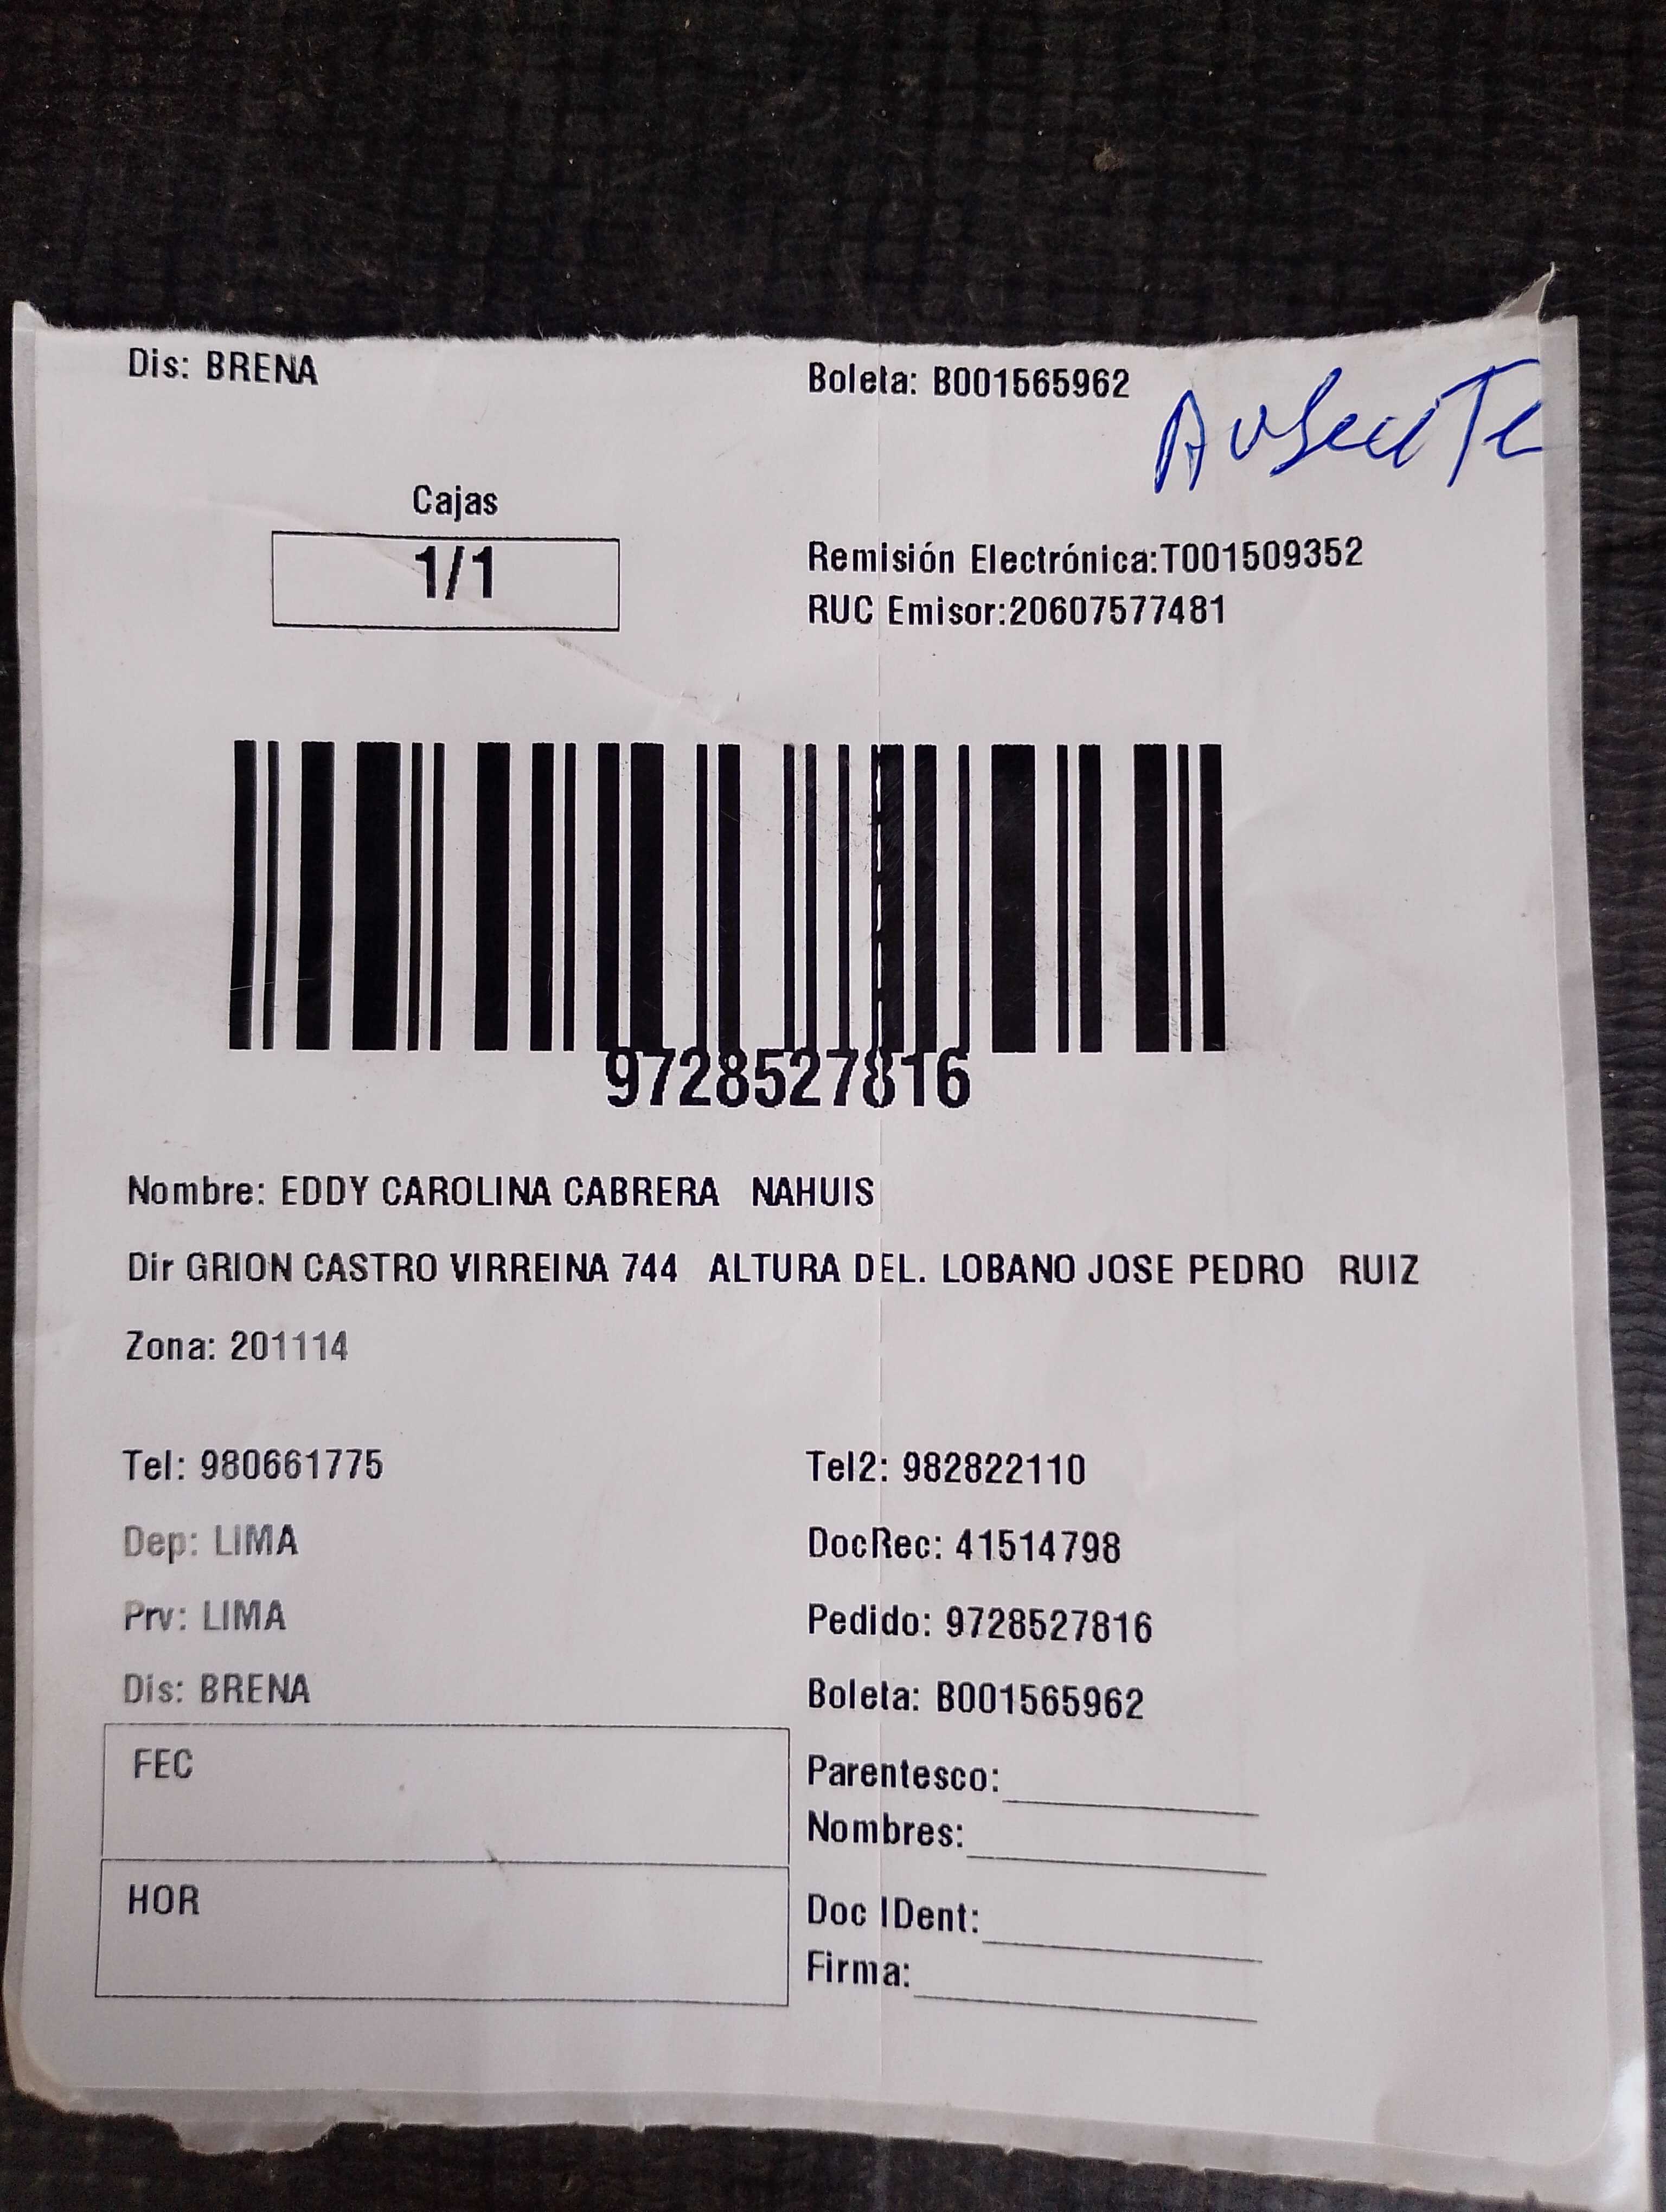 Dis: BRENA
Boleta: B001565962
Ausente
Cajas
1/1
Remisión Electrónica:T001509352
RUC Emisor:20607577481
9728527816
Nombre: EDDY CAROLINA CABRERA NAHUIS
Dir GRION CASTRO VIRREINA 744 ALTURA DEL. LOBANO JOSE PEDRO RUIZ
Zona: 201114
Tel: 980661775
Tel2: 982822110
Dep: LIMA
DocRec: 41514798
Prv: LIMA
Pedido: 9728527816
Dis: BRENA
Boleta: B001565962
FEC
Parentesco:
Nombres:
HOR
Doc IDent:
Firma: